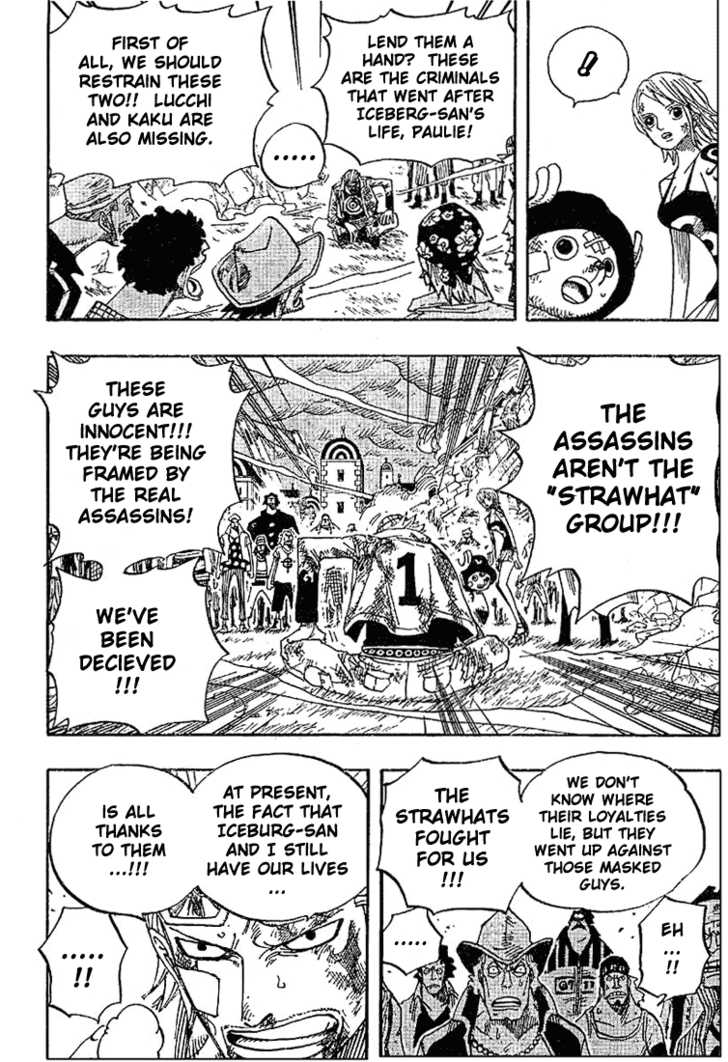 !
LEND THEM A
HAND? THESE
ARE THE CRIMINALS
THAT WENT AFTER
ICEBERG-SAN'S
LIFE, PAULIE!
.....
FIRST OF
ALL, WE SHOULD
RESTRAIN THESE
TWO!! LUCCHI
AND KAKU ARE
ALSO MISSING.
THE
ASSASSINS
AREN'T THE
"STRAWHAT"
GROUP!!!
1
THESE
GUYS ARE
INNOCENT!!!
THEY'RE BEING
FRAMED BY
THE REAL
ASSASSINS!
WE'VE
BEEN
DECIEVED
!!!
WE DON'T
KNOW WHERE
THEIR LOYALTIES
LIE, BUT THEY
WENT UP AGAINST
THOSE MASKED
GUYS.
THE
STRAWHATS
FOUGHT
FOR US
!!!
EH
...!!
.....
AT PRESENT,
THE FACT THAT
ICEBURG-SAN
AND I STILL
HAVE OUR LIVES
...
IS ALL
THANKS
TO THEM
...!!!
.....
!!